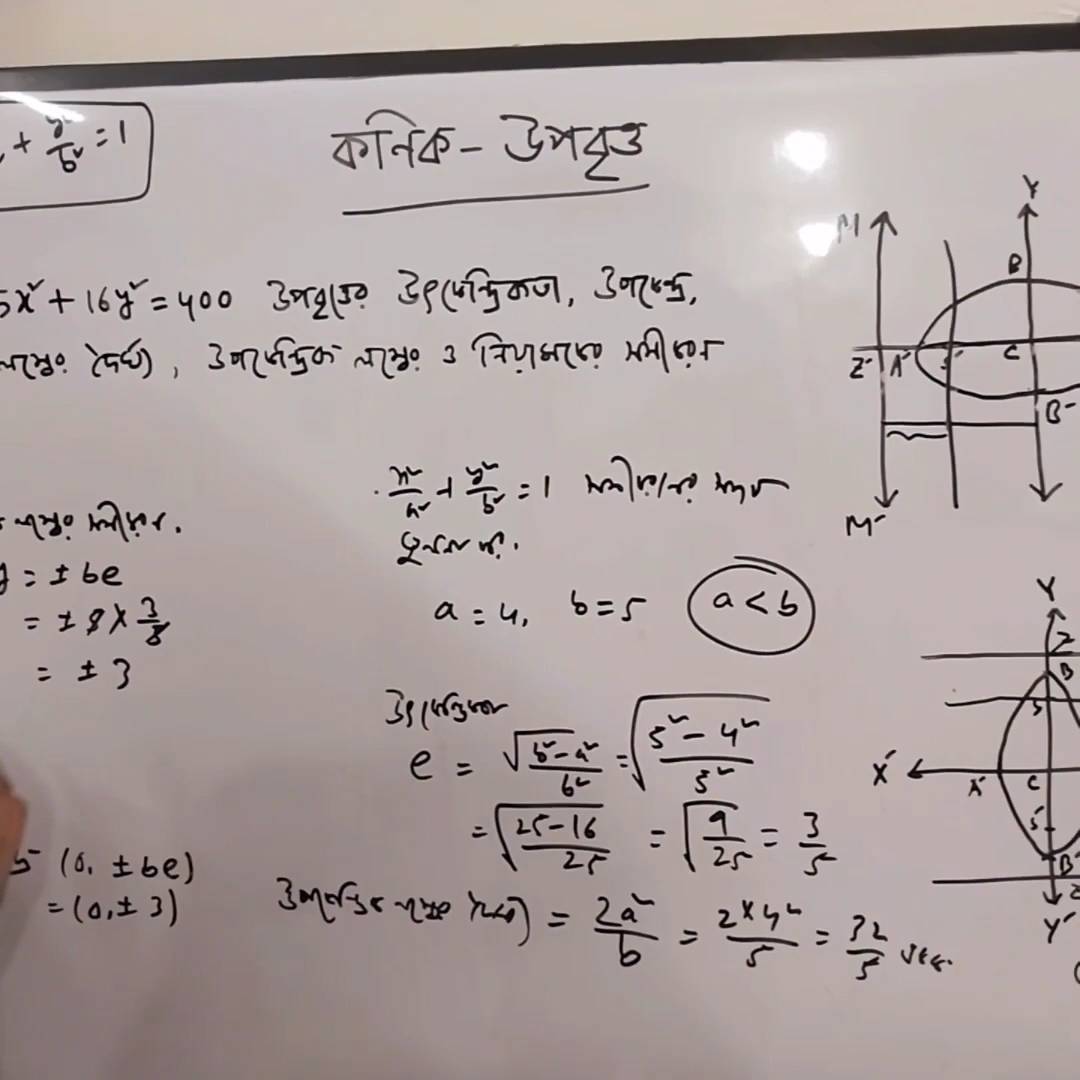 + y²/b² = 1
কনিক - উপবৃত্ত
5x² + 16y² = 400 উপবৃত্তের উৎকেন্দ্রিকতা, উপকেন্দ্র,
লম্বের দৈর্ঘ্য, উপকেন্দ্রিক লম্বের ও নিয়ামকের সমীকরণ
লম্বের সমীকরণ.
y = ± be
= ± 5 × 3/5
= ± 3
x²/a² + y²/b² = 1 সমীকরণের সাথে
তুলনা করে.
a = 4, b = 5 a < b
উৎকেন্দ্রিকতা
e = √(b² - a²)/b² = √(5² - 4²)/5²
= √(25 - 16)/25 = √9/25 = 3/5
(0, ± be)
= (0, ± 3)
উপকেন্দ্রিক লম্বের দৈর্ঘ্য = 2a²/b = 2 × 4²/5 = 32/5
M Y
B
Z' A' S' C
B'
M'
Y
Z
B
S
X' A' C
S'
B'
Z'
Y'